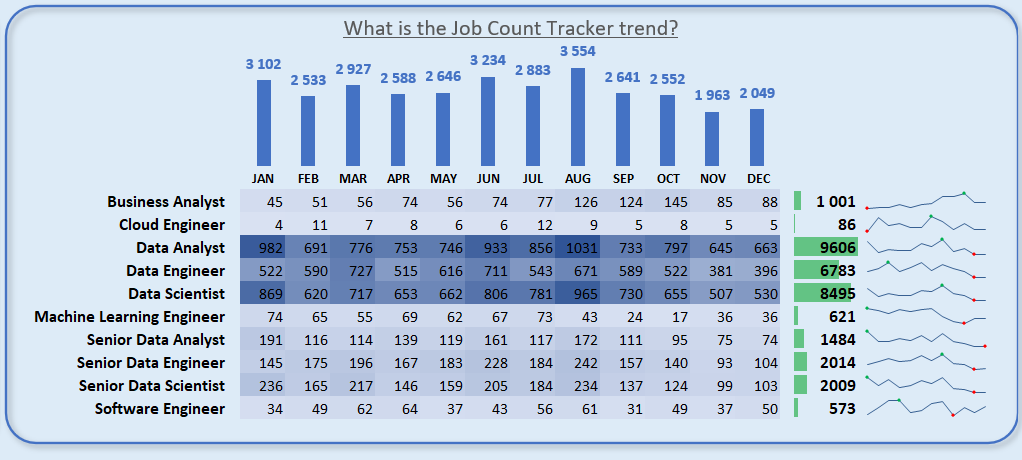 What is the Job Count Tracker trend?
3 102 2 533 2 927 2 588 2 646 3 234 2 883 3 554 2 641 2 552 1 963 2 049
JAN FEB MAR APR MAY JUN JUL AUG SEP OCT NOV DEC
Business Analyst 45 51 56 74 56 74 77 126 124 145 85 88 1 001
Cloud Engineer 4 11 7 8 6 6 12 9 5 8 5 5 86
Data Analyst 982 691 776 753 746 933 856 1031 733 797 645 663 9606
Data Engineer 522 590 727 515 616 711 543 671 589 522 381 396 6783
Data Scientist 869 620 717 653 662 806 781 965 730 655 507 530 8495
Machine Learning Engineer 74 65 55 69 62 67 73 43 24 17 36 36 621
Senior Data Analyst 191 116 114 139 119 161 117 172 111 95 75 74 1484
Senior Data Engineer 145 175 196 167 183 228 184 242 157 140 93 104 2014
Senior Data Scientist 236 165 217 146 159 205 184 234 137 124 99 103 2009
Software Engineer 34 49 62 64 37 43 56 61 31 49 37 50 573